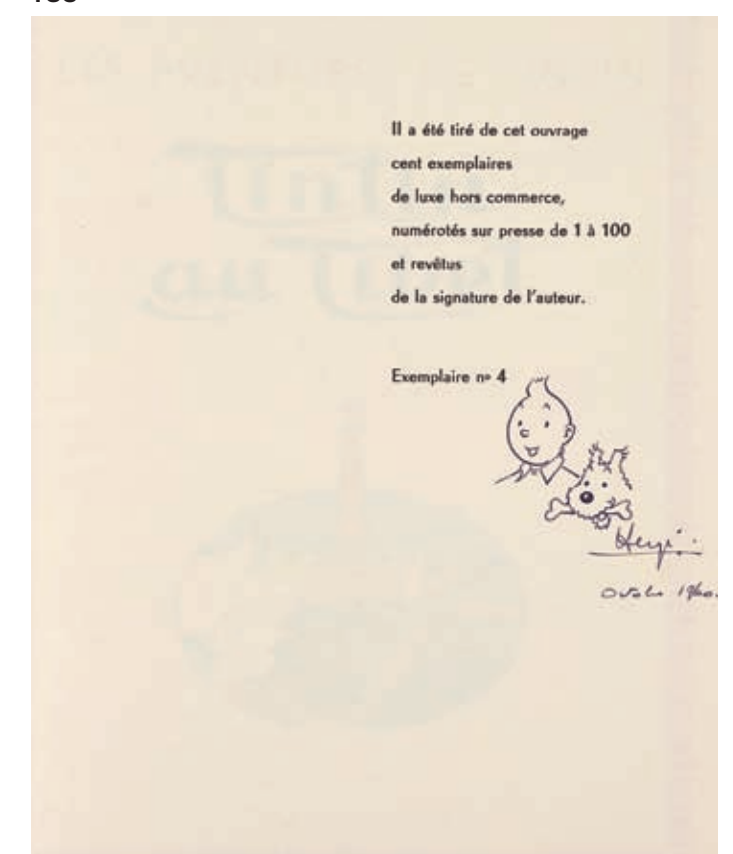 Il a été tiré de cet ouvrage
cent exemplaires
de luxe hors commerce,
numérotés sur presse de 1 à 100
et revêtus
de la signature de l'auteur.
Exemplaire nº 4
Hergé.
Octobre 1960.